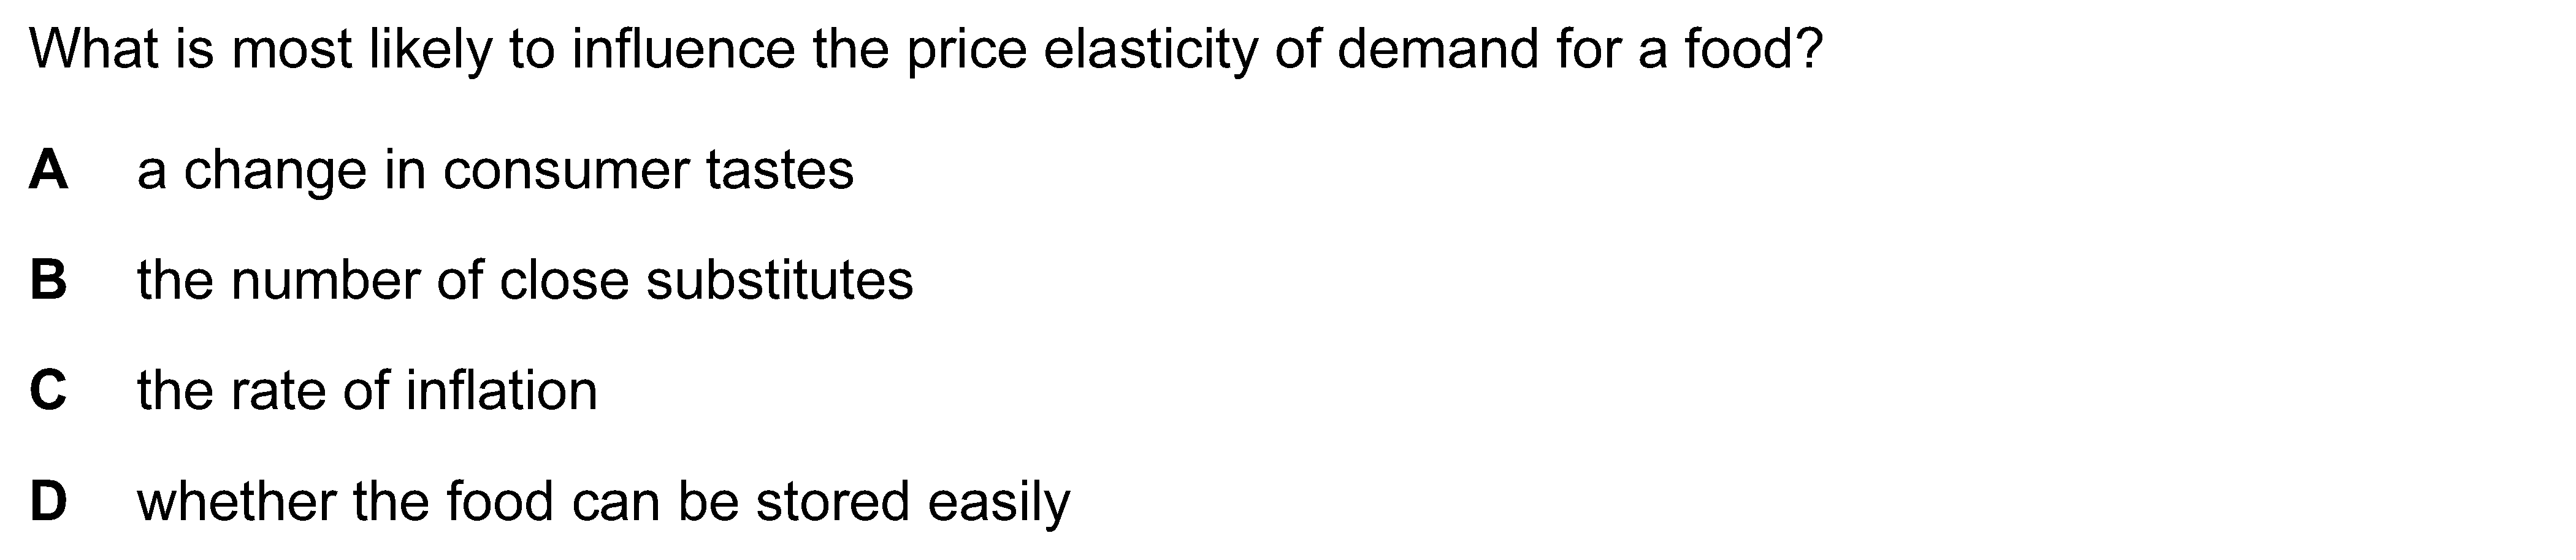 What is most likely to influence the price elasticity of demand for a food?
A a change in consumer tastes
B the number of close substitutes
C the rate of inflation
D whether the food can be stored easily